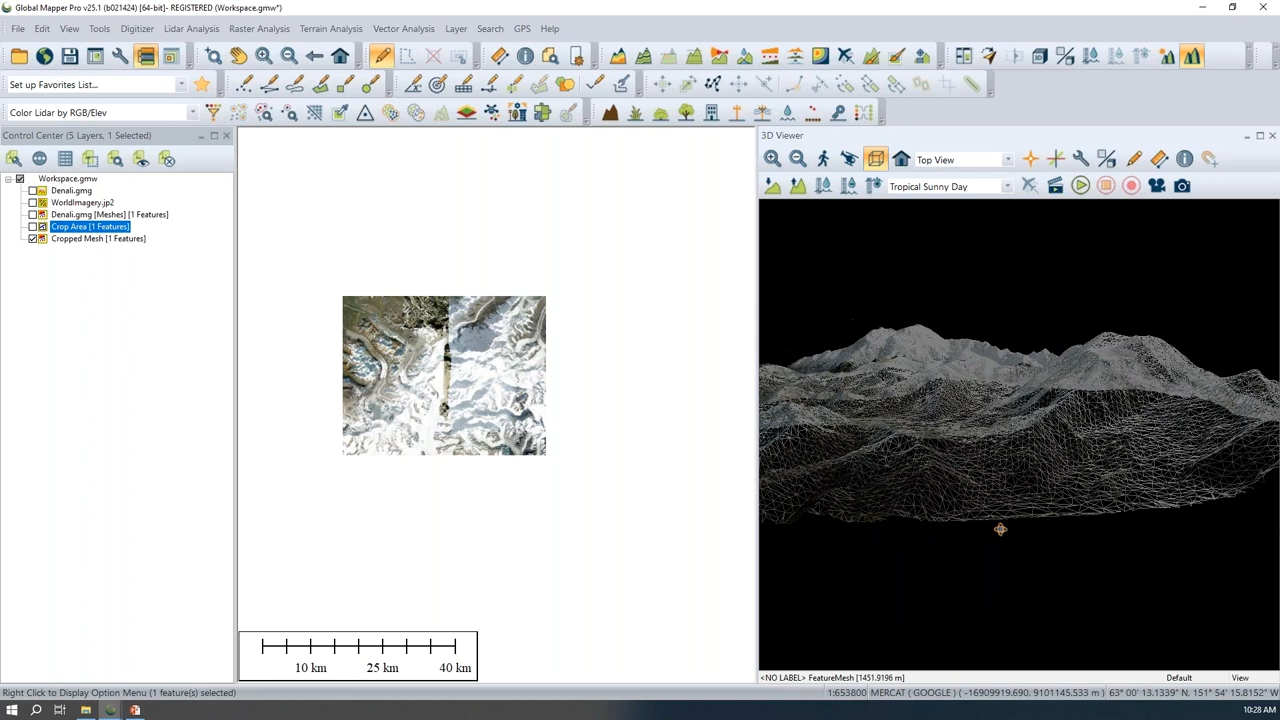 Global Mapper Pro v25.1 (b021424) [64-bit]- REGISTERED (Workspace.gmw*)
File Edit View Tools Digitizer Lidar Analysis Raster Analysis Terrain Analysis Vector Analysis Layer Search GPS Help
Set up Favorites List...
Color Lidar by RGB/Elev
Control Center (5 Layers, 1 Selected)
Workspace.gmw
Denali.gmg
WorldImagery.jp2
Denali.gmg [Meshes] [1 Features]
Crop Area [1 Features]
Cropped Mesh [1 Features]
10 km 25 km 40 km
3D Viewer
Top View
Tropical Sunny Day
<NO LABEL> FeatureMesh [1451.9196 m] Default View
Right Click to Display Option Menu (1 feature(s) selected)
1:653800 MERCAT ( GOOGLE ) ( -16909919.690, 9101145.533 m ) 63° 00' 13.1339" N, 151° 54' 15.8152" W
10:28 AM